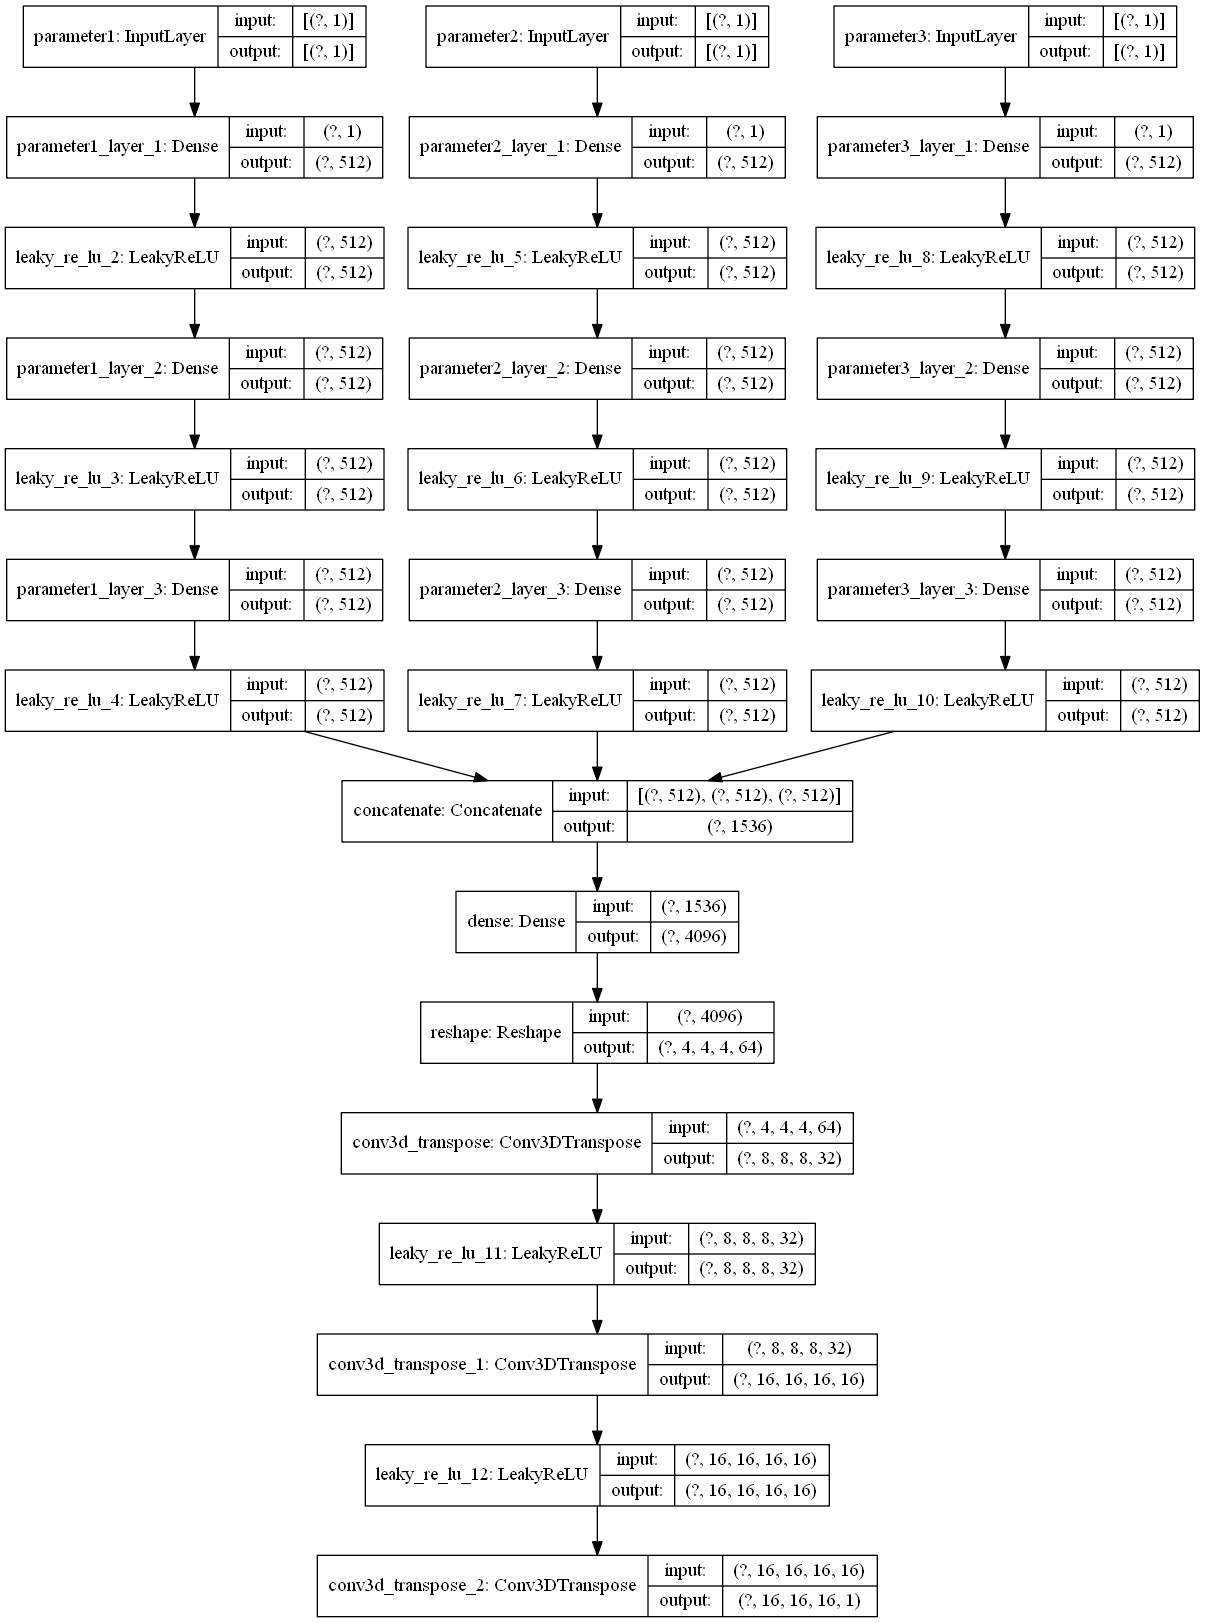 parameter1: InputLayer
input: [(?, 1)]
output: [(?, 1)]
parameter2: InputLayer
input: [(?, 1)]
output: [(?, 1)]
parameter3: InputLayer
input: [(?, 1)]
output: [(?, 1)]
parameter1_layer_1: Dense
input: (?, 1)
output: (?, 512)
parameter2_layer_1: Dense
input: (?, 1)
output: (?, 512)
parameter3_layer_1: Dense
input: (?, 1)
output: (?, 512)
leaky_re_lu_2: LeakyReLU
input: (?, 512)
output: (?, 512)
leaky_re_lu_5: LeakyReLU
input: (?, 512)
output: (?, 512)
leaky_re_lu_8: LeakyReLU
input: (?, 512)
output: (?, 512)
parameter1_layer_2: Dense
input: (?, 512)
output: (?, 512)
parameter2_layer_2: Dense
input: (?, 512)
output: (?, 512)
parameter3_layer_2: Dense
input: (?, 512)
output: (?, 512)
leaky_re_lu_3: LeakyReLU
input: (?, 512)
output: (?, 512)
leaky_re_lu_6: LeakyReLU
input: (?, 512)
output: (?, 512)
leaky_re_lu_9: LeakyReLU
input: (?, 512)
output: (?, 512)
parameter1_layer_3: Dense
input: (?, 512)
output: (?, 512)
parameter2_layer_3: Dense
input: (?, 512)
output: (?, 512)
parameter3_layer_3: Dense
input: (?, 512)
output: (?, 512)
leaky_re_lu_4: LeakyReLU
input: (?, 512)
output: (?, 512)
leaky_re_lu_7: LeakyReLU
input: (?, 512)
output: (?, 512)
leaky_re_lu_10: LeakyReLU
input: (?, 512)
output: (?, 512)
concatenate: Concatenate
input: [(?, 512), (?, 512), (?, 512)]
output: (?, 1536)
dense: Dense
input: (?, 1536)
output: (?, 4096)
reshape: Reshape
input: (?, 4096)
output: (?, 4, 4, 4, 64)
conv3d_transpose: Conv3DTranspose
input: (?, 4, 4, 4, 64)
output: (?, 8, 8, 8, 32)
leaky_re_lu_11: LeakyReLU
input: (?, 8, 8, 8, 32)
output: (?, 8, 8, 8, 32)
conv3d_transpose_1: Conv3DTranspose
input: (?, 8, 8, 8, 32)
output: (?, 16, 16, 16, 16)
leaky_re_lu_12: LeakyReLU
input: (?, 16, 16, 16, 16)
output: (?, 16, 16, 16, 16)
conv3d_transpose_2: Conv3DTranspose
input: (?, 16, 16, 16, 16)
output: (?, 16, 16, 16, 1)